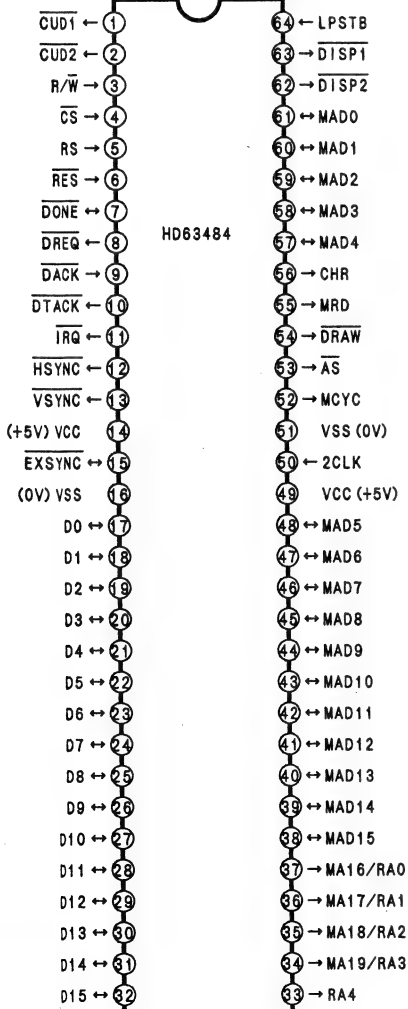 CUD1 ← 1 64 ← LPSTB
CUD2 ← 2 63 → DISP1
R/W → 3 62 → DISP2
CS → 4 61 ↔ MAD0
RS → 5 60 ↔ MAD1
RES → 6 59 ↔ MAD2
DONE ↔ 7 58 ↔ MAD3
HD63484
DREQ ← 8 57 ↔ MAD4
DACK → 9 56 → CHR
DTACK ← 10 55 → MRD
IRQ ← 11 54 → DRAW
HSYNC ← 12 53 → AS
VSYNC ← 13 52 → MCYC
(+5V) VCC 14 51 VSS (0V)
EXSYNC ↔ 15 50 ← 2CLK
(0V) VSS 16 49 VCC (+5V)
D0 ↔ 17 48 ↔ MAD5
D1 ↔ 18 47 ↔ MAD6
D2 ↔ 19 46 ↔ MAD7
D3 ↔ 20 45 ↔ MAD8
D4 ↔ 21 44 ↔ MAD9
D5 ↔ 22 43 ↔ MAD10
D6 ↔ 23 42 ↔ MAD11
D7 ↔ 24 41 ↔ MAD12
D8 ↔ 25 40 ↔ MAD13
D9 ↔ 26 39 ↔ MAD14
D10 ↔ 27 38 ↔ MAD15
D11 ↔ 28 37 → MA16/RA0
D12 ↔ 29 36 → MA17/RA1
D13 ↔ 30 35 → MA18/RA2
D14 ↔ 31 34 → MA19/RA3
D15 ↔ 32 33 → RA4